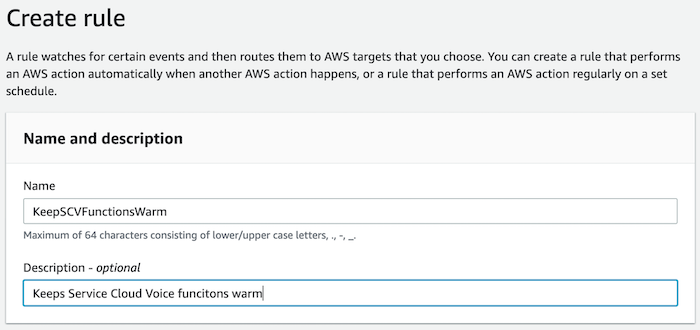 Create rule
A rule watches for certain events and then routes them to AWS targets that you choose. You can create a rule that performs
an AWS action automatically when another AWS action happens, or a rule that performs an AWS action regularly on a set
schedule.
Name and description
Name
KeepSCVFunctionsWarm
Maximum of 64 characters consisting of lower/upper case letters, ., -, _.
Description - optional
Keeps Service Cloud Voice funcitons warm